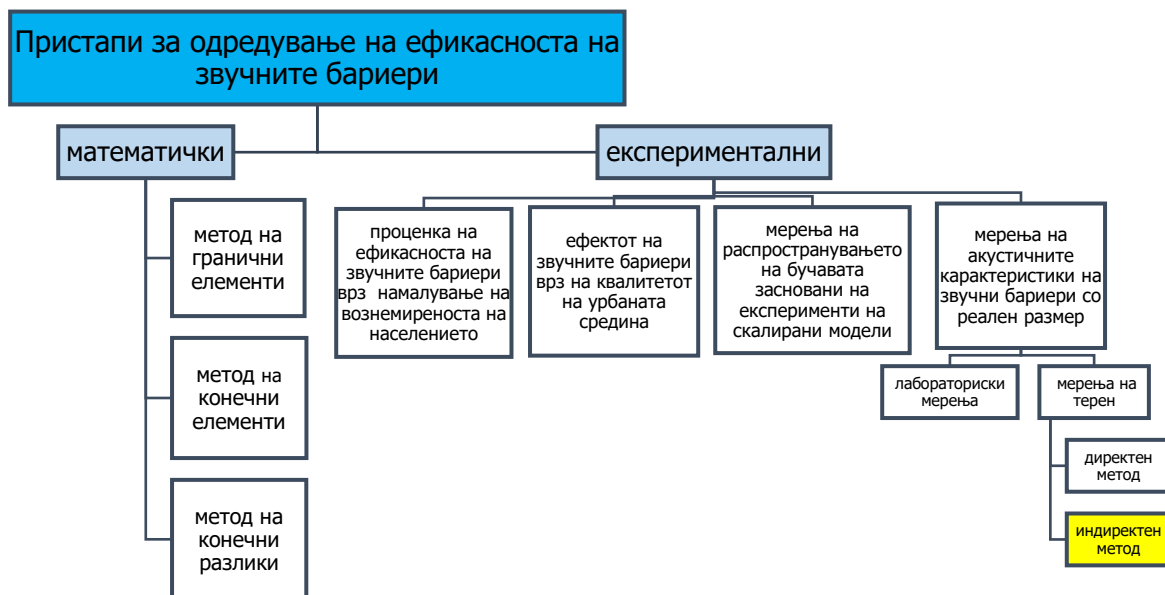 Пристапи за одредување на ефикасноста на
звучните бариери
математички
експериментални
метод на
гранични
елементи
метод на
конечни
елементи
метод на
конечни
разлики
проценка на
ефикасноста на
звучните бариери
врз намалување на
вознемиреноста на
населението
ефектот на
звучните бариери
врз на квалитетот
на урбаната
средина
мерења на
распространувањето
на бучавата
засновани на
експерименти на
скалирани модели
мерења на
акустичните
карактеристики на
звучни бариери со
реален размер
лабораториски
мерења
мерења на
терен
директен
метод
индиректен
метод